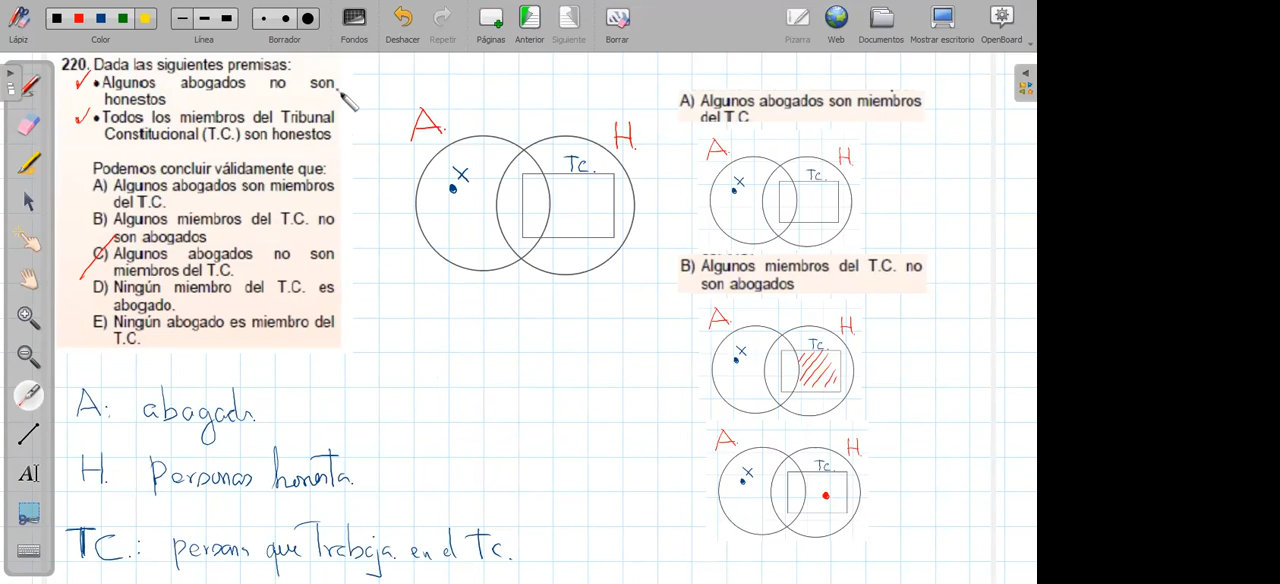 Lápiz
Color
Línea
Borrador
Fondos
Deshacer
Repetir
Páginas
Anterior
Siguiente
Borrar
Pizarra
Web
Documentos
Mostrar escritorio
OpenBoard
220. Dada las siguientes premisas:
• Algunos abogados no son
honestos
• Todos los miembros del Tribunal
Constitucional (T.C.) son honestos
Podemos concluir válidamente que:
A) Algunos abogados son miembros
del T.C.
B) Algunos miembros del T.C. no
son abogados
C) Algunos abogados no son
miembros del T.C.
D) Ningún miembro del T.C. es
abogado.
E) Ningún abogado es miembro del
T.C.
A: abogado.
H. Personas honesta.
TC.: persona que Trabaja en el Tc.
A.
H.
Tc.
X
A) Algunos abogados son miembros
del T.C.
A
H
Tc.
X
B) Algunos miembros del T.C. no
son abogados
A
H
Tc.
X
A
H
Tc.
X
AI